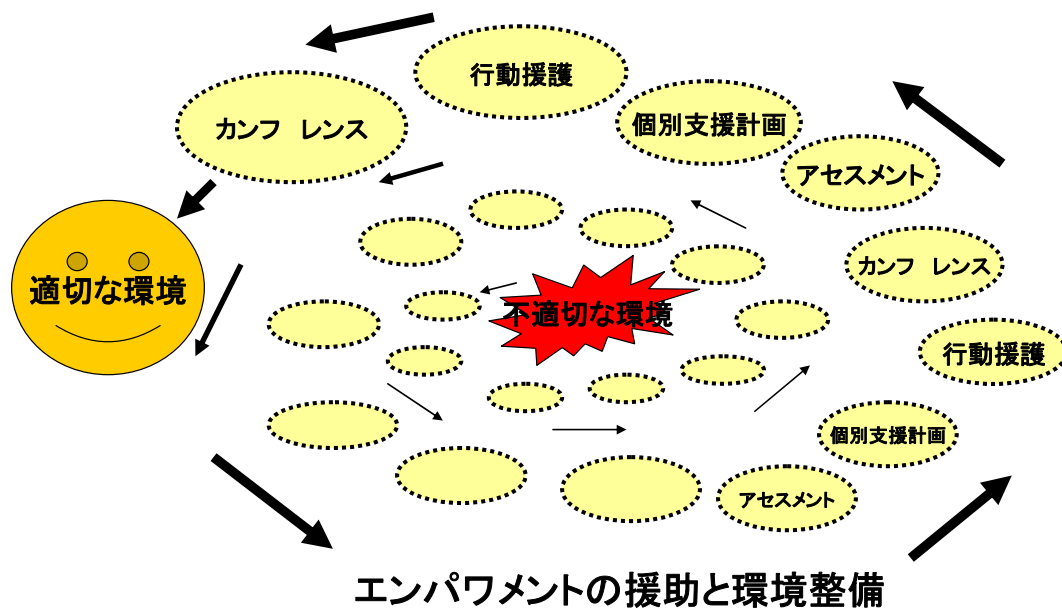 行動援護
カンフ レンス
個別支援計画
アセスメント
適切な環境
カンフ レンス
不適切な環境
行動援護
個別支援計画
アセスメント
エンパワメントの援助と環境整備